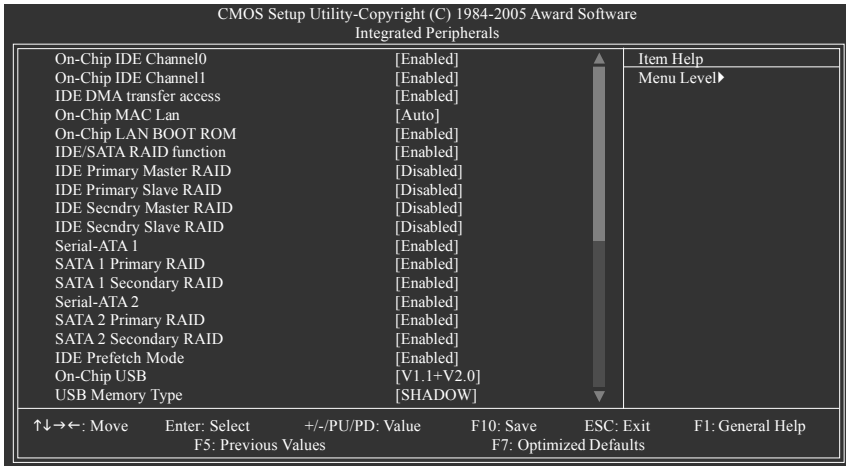 CMOS Setup Utility-Copyright (C) 1984-2005 Award Software
Integrated Peripherals
On-Chip IDE Channel0 [Enabled]
On-Chip IDE Channel1 [Enabled]
IDE DMA transfer access [Enabled]
On-Chip MAC Lan [Auto]
On-Chip LAN BOOT ROM [Enabled]
IDE/SATA RAID function [Enabled]
IDE Primary Master RAID [Disabled]
IDE Primary Slave RAID [Disabled]
IDE Secndry Master RAID [Disabled]
IDE Secndry Slave RAID [Disabled]
Serial-ATA 1 [Enabled]
SATA 1 Primary RAID [Enabled]
SATA 1 Secondary RAID [Enabled]
Serial-ATA 2 [Enabled]
SATA 2 Primary RAID [Enabled]
SATA 2 Secondary RAID [Enabled]
IDE Prefetch Mode [Enabled]
On-Chip USB [V1.1+V2.0]
USB Memory Type [SHADOW]
Item Help
Menu Level▶
↑↓→←: Move Enter: Select +/-/PU/PD: Value F10: Save ESC: Exit F1: General Help
F5: Previous Values F7: Optimized Defaults